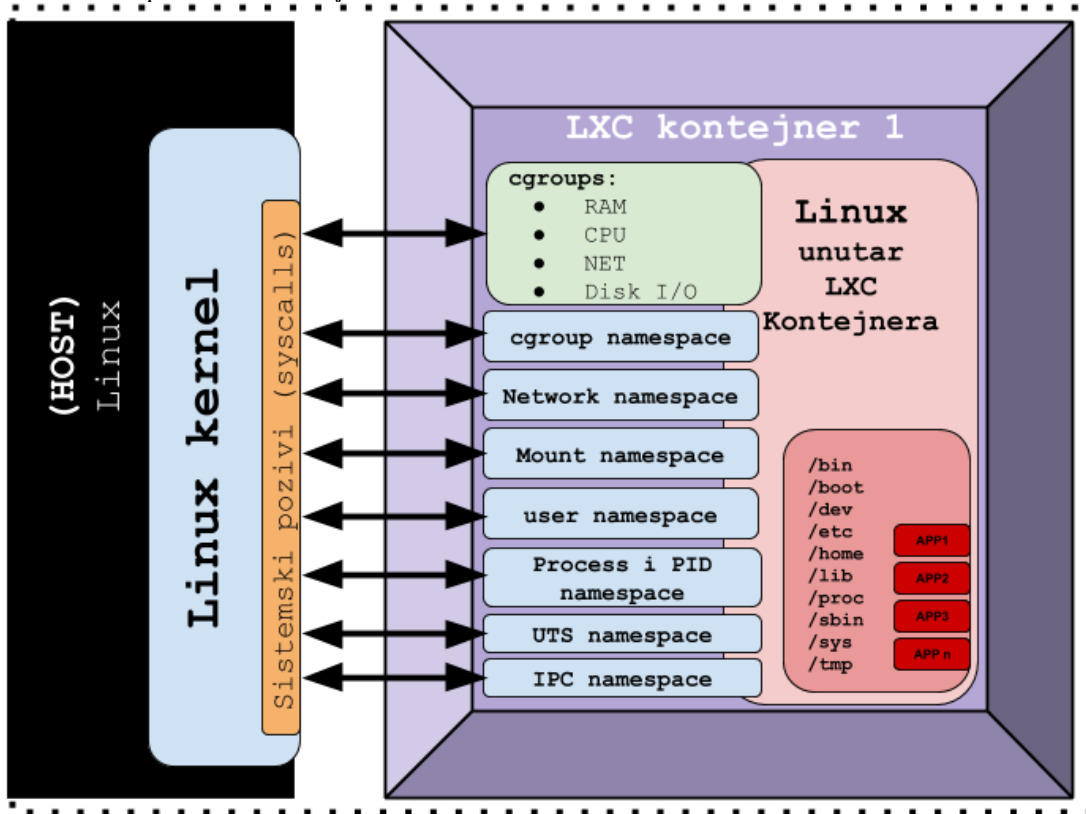 (HOST)
Linux
Linux kernel
Sistemski pozivi (syscalls)
LXC kontejner 1
cgroups:
● RAM
● CPU
● NET
● Disk I/O
cgroup namespace
Network namespace
Mount namespace
user namespace
Process i PID
namespace
UTS namespace
IPC namespace
Linux
unutar
LXC
Kontejnera
/bin
/boot
/dev
/etc
/home
/lib
/proc
/sbin
/sys
/tmp
APP1
APP2
APP3
APP n